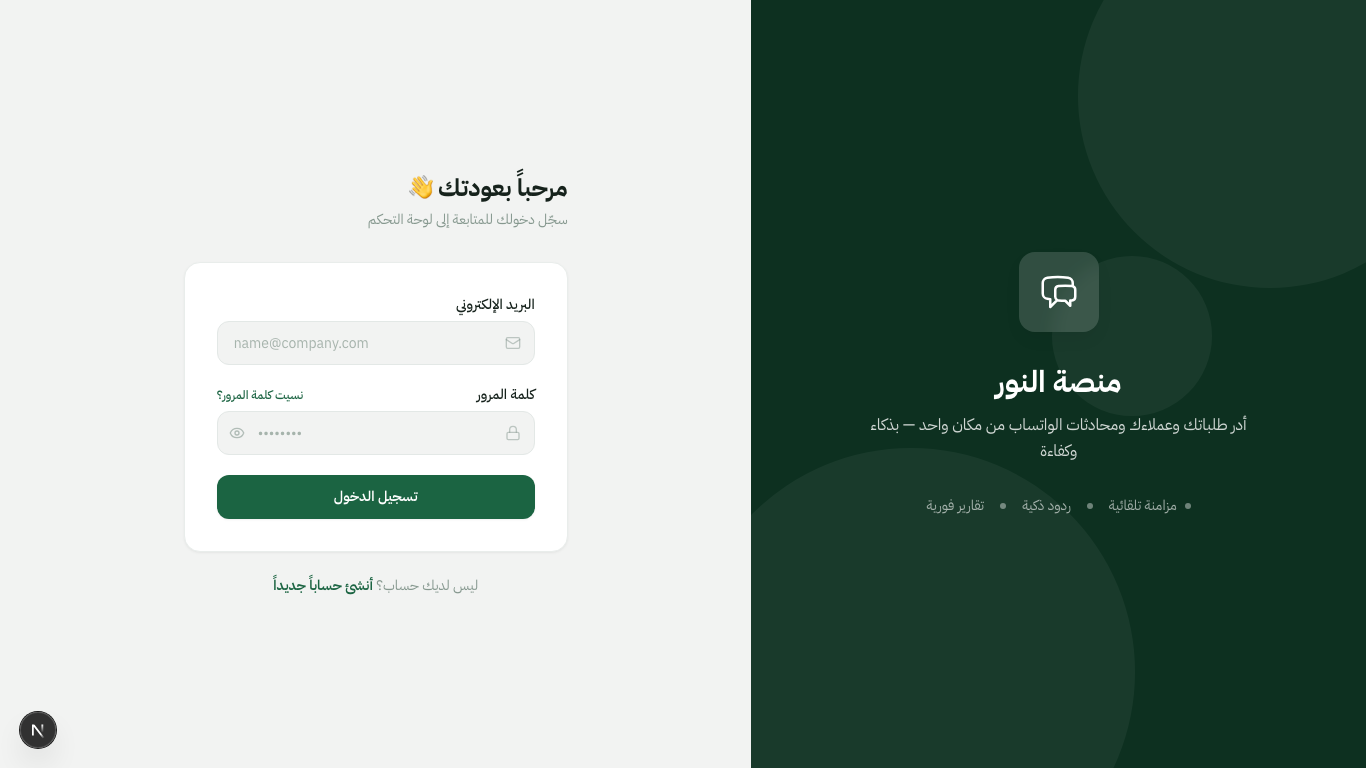 منصة النور
أدر طلباتك وعملاءك ومحادثات الواتساب من مكان واحد — بذكاء
وكفاءة
مزامنة تلقائية • ردود ذكية • تقارير فورية
مرحباً بعودتك 👋
سجّل دخولك للمتابعة إلى لوحة التحكم
البريد الإلكتروني
name@company.com
كلمة المرور
نسيت كلمة المرور؟
••••••••
تسجيل الدخول
ليس لديك حساب؟ أنشئ حساباً جديداً
N